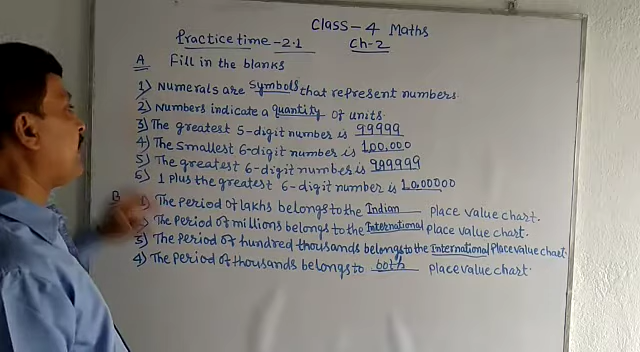 Class-4 Maths
Practice time-2.1 Ch-2
A Fill in the blanks
1) Numerals are symbols that represent numbers.
2) Numbers indicate a quantity of units.
3) The greatest 5-digit number is 99999
4) The smallest 6-digit number is 1,00,000
5) The greatest 6-digit number is 999999
6) 1 plus the greatest 6-digit number is 10,00000
B 1) The period of lakhs belongs to the Indian place value chart.
2) The period of millions belongs to the International place value chart.
3) The period of hundred thousands belongs to the International place value chart.
4) The period of thousands belongs to both place value chart.